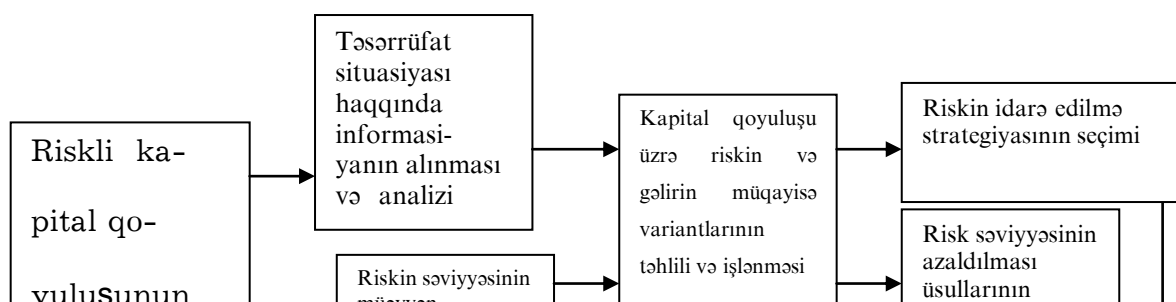 Riskli ka-
pital qo-
yuluşunun
Təsərrüfat
situasiyası
haqqında
informasi-
yanın alınması
və analizi
Riskin səviyyəsinin
Kapital qoyuluşu
üzrə riskin və
gəlirin müqayisə
variantlarının
təhlili və işlənməsi
Riskin idarə edilmə
strategiyasının seçimi
Risk səviyyəsinin
azaldılması
üsullarının